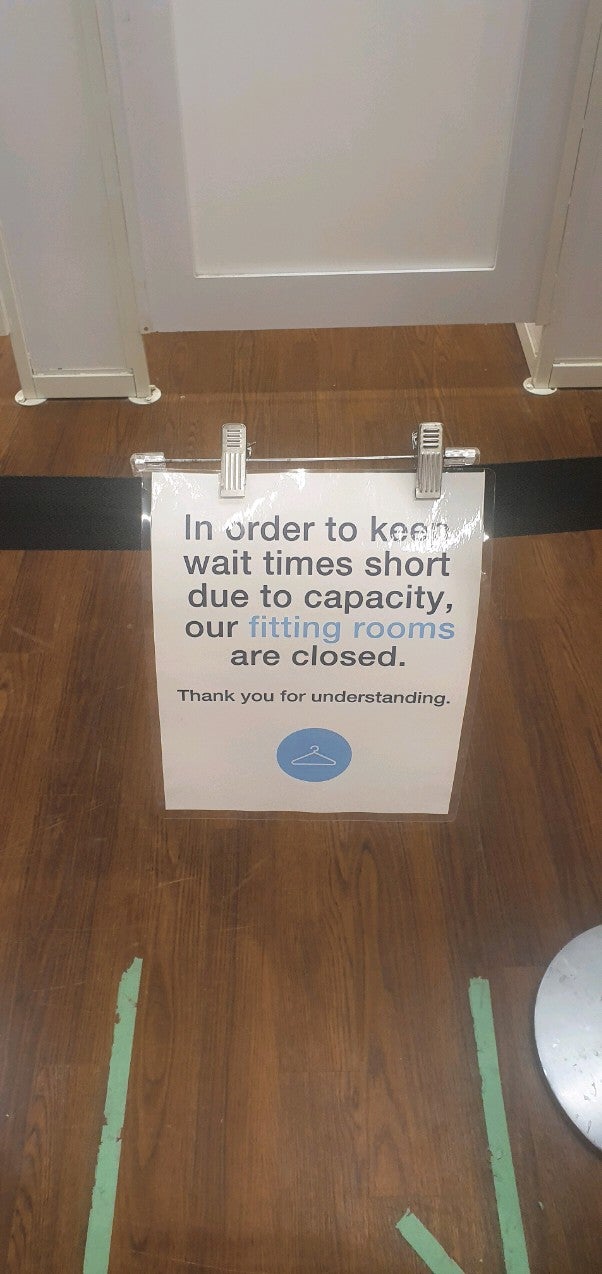 In order to keep
wait times short
due to capacity,
our fitting rooms
are closed.
Thank you for understanding.